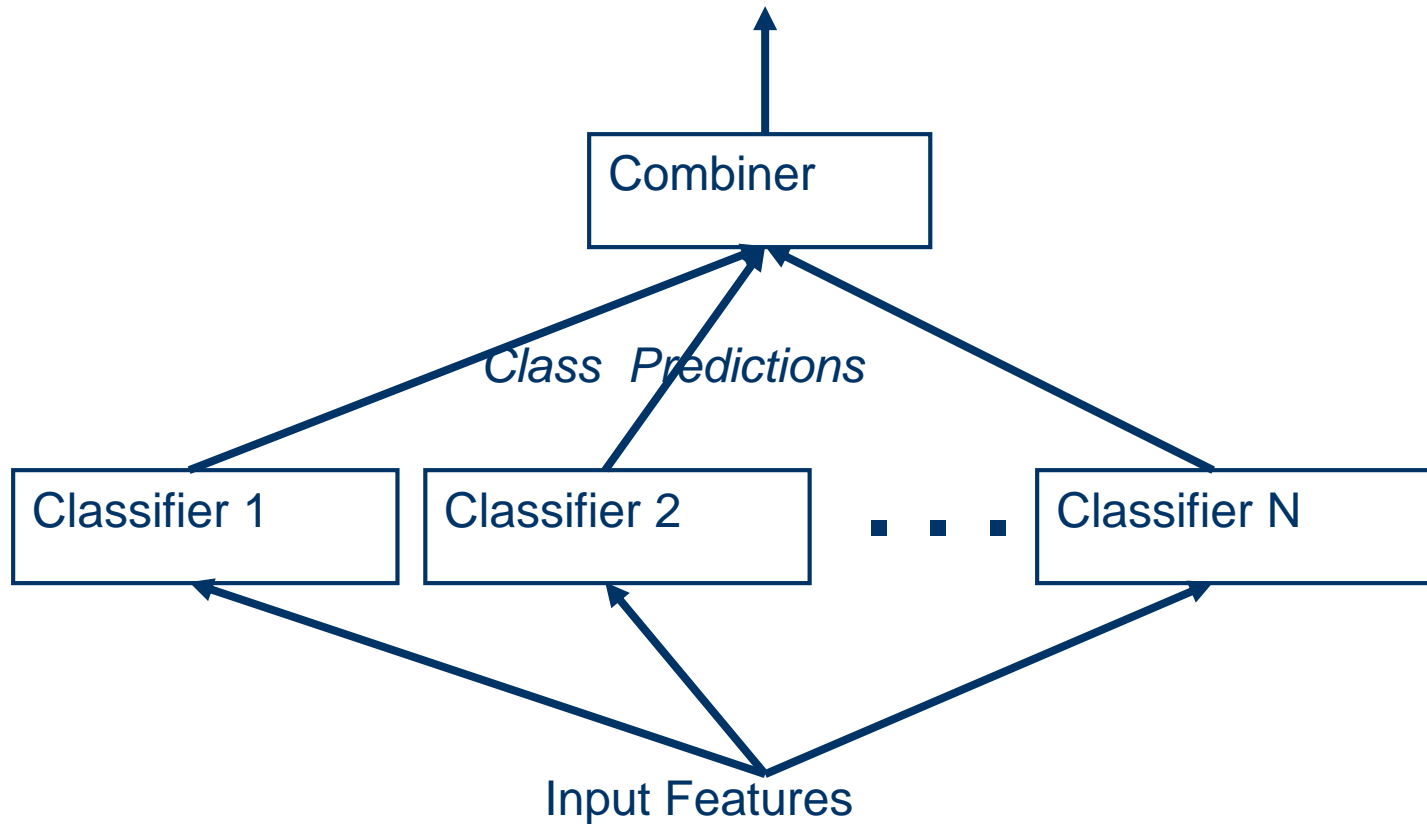 Combiner
Class Predictions
Classifier 1
Classifier 2
Classifier N
Input Features